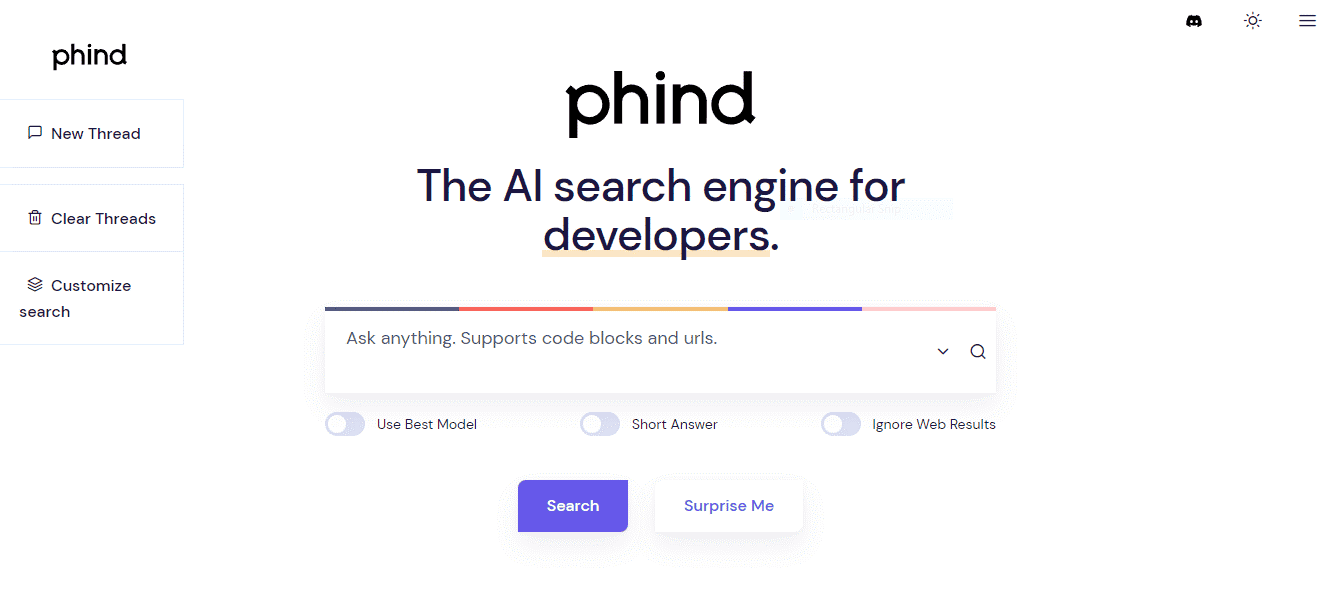 phind
New Thread
Clear Threads
Customize
search
phind
The AI search engine for
developers.
Ask anything. Supports code blocks and urls.
Use Best Model
Short Answer
Ignore Web Results
Search
Surprise Me